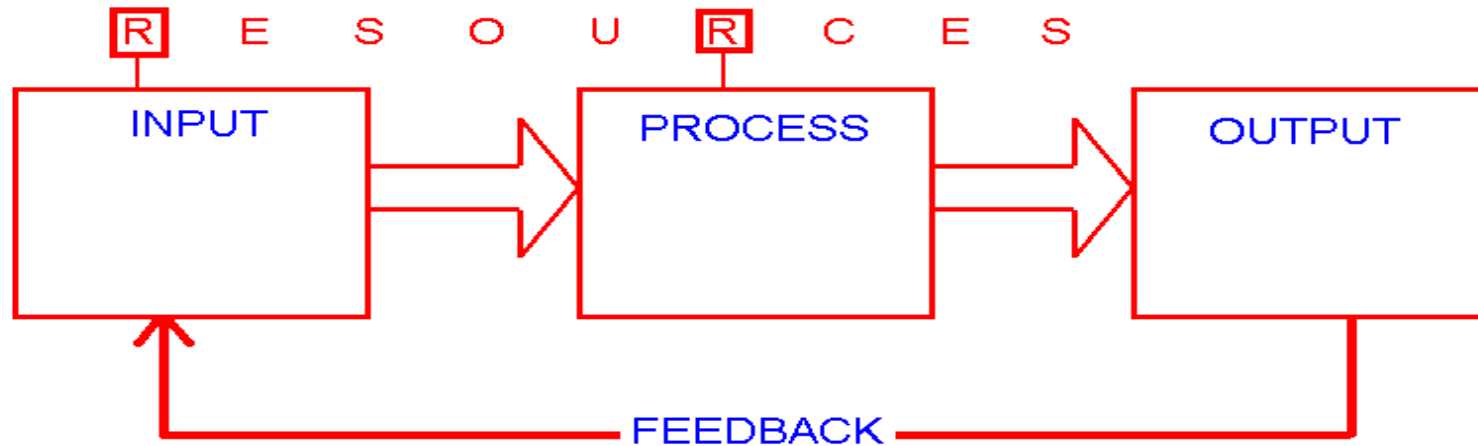 R E S O U R C E S
INPUT
PROCESS
OUTPUT
FEEDBACK